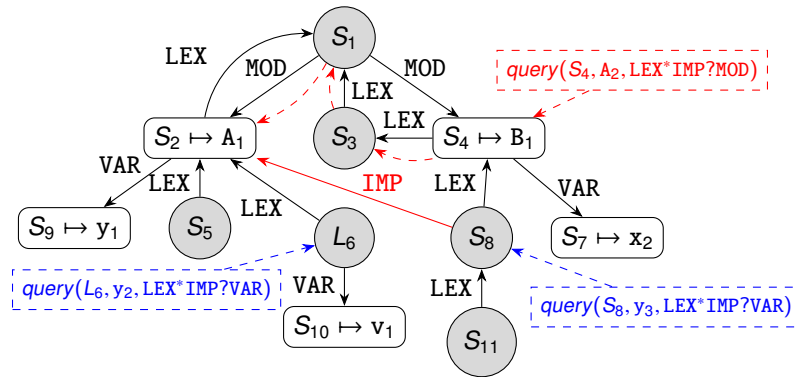 S₁
LEX
MOD
MOD
query(S₄, A₂, LEX*IMP?MOD)
LEX
S₂ ↦ A₁
S₃
LEX
S₄ ↦ B₁
VAR
LEX
LEX
IMP
LEX
VAR
S₉ ↦ y₁
S₅
L₆
S₈
S₇ ↦ x₂
query(L₆, y₂, LEX*IMP?VAR)
VAR
LEX
query(S₈, y₃, LEX*IMP?VAR)
S₁₀ ↦ v₁
S₁₁